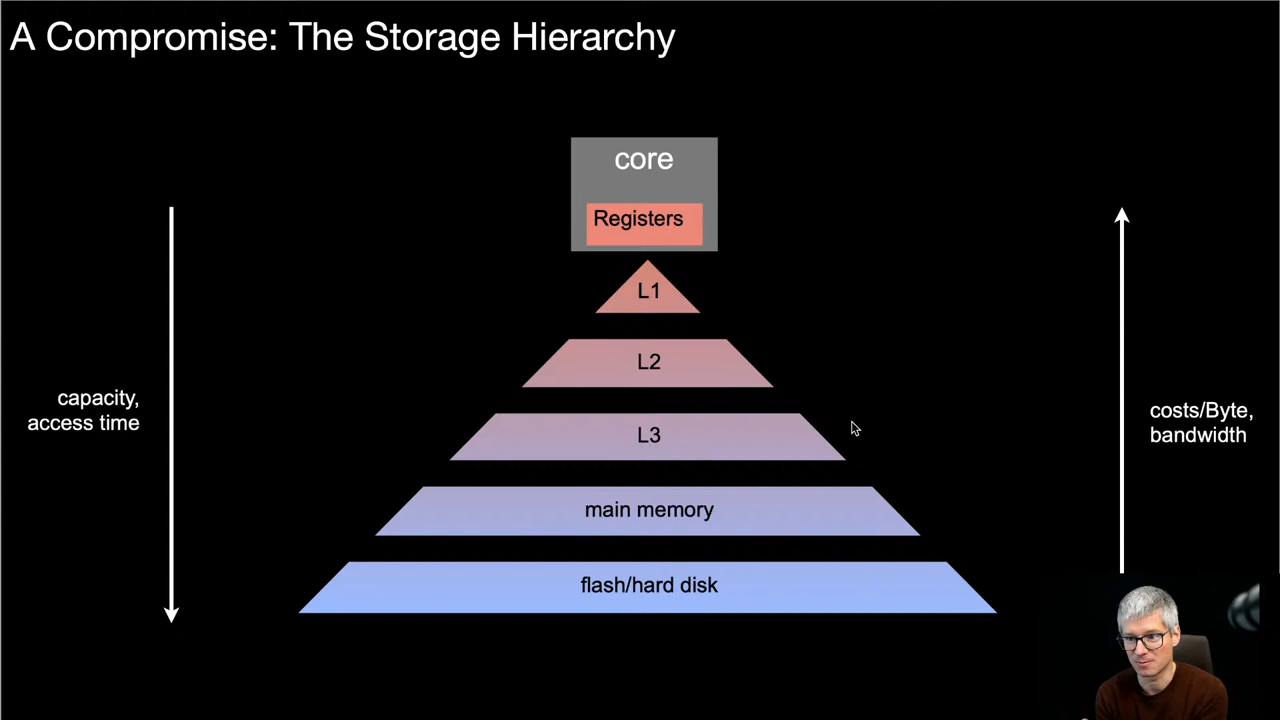 A Compromise: The Storage Hierarchy
core
Registers
L1
L2
capacity,
access time
L3
costs/Byte,
bandwidth
main memory
flash/hard disk